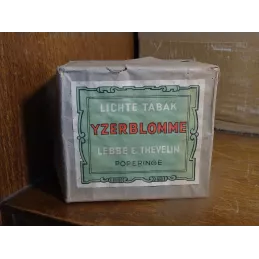 LICHTE TABAK
YZERBLOMME
LEBBE & THEVELIN
POPERINGE